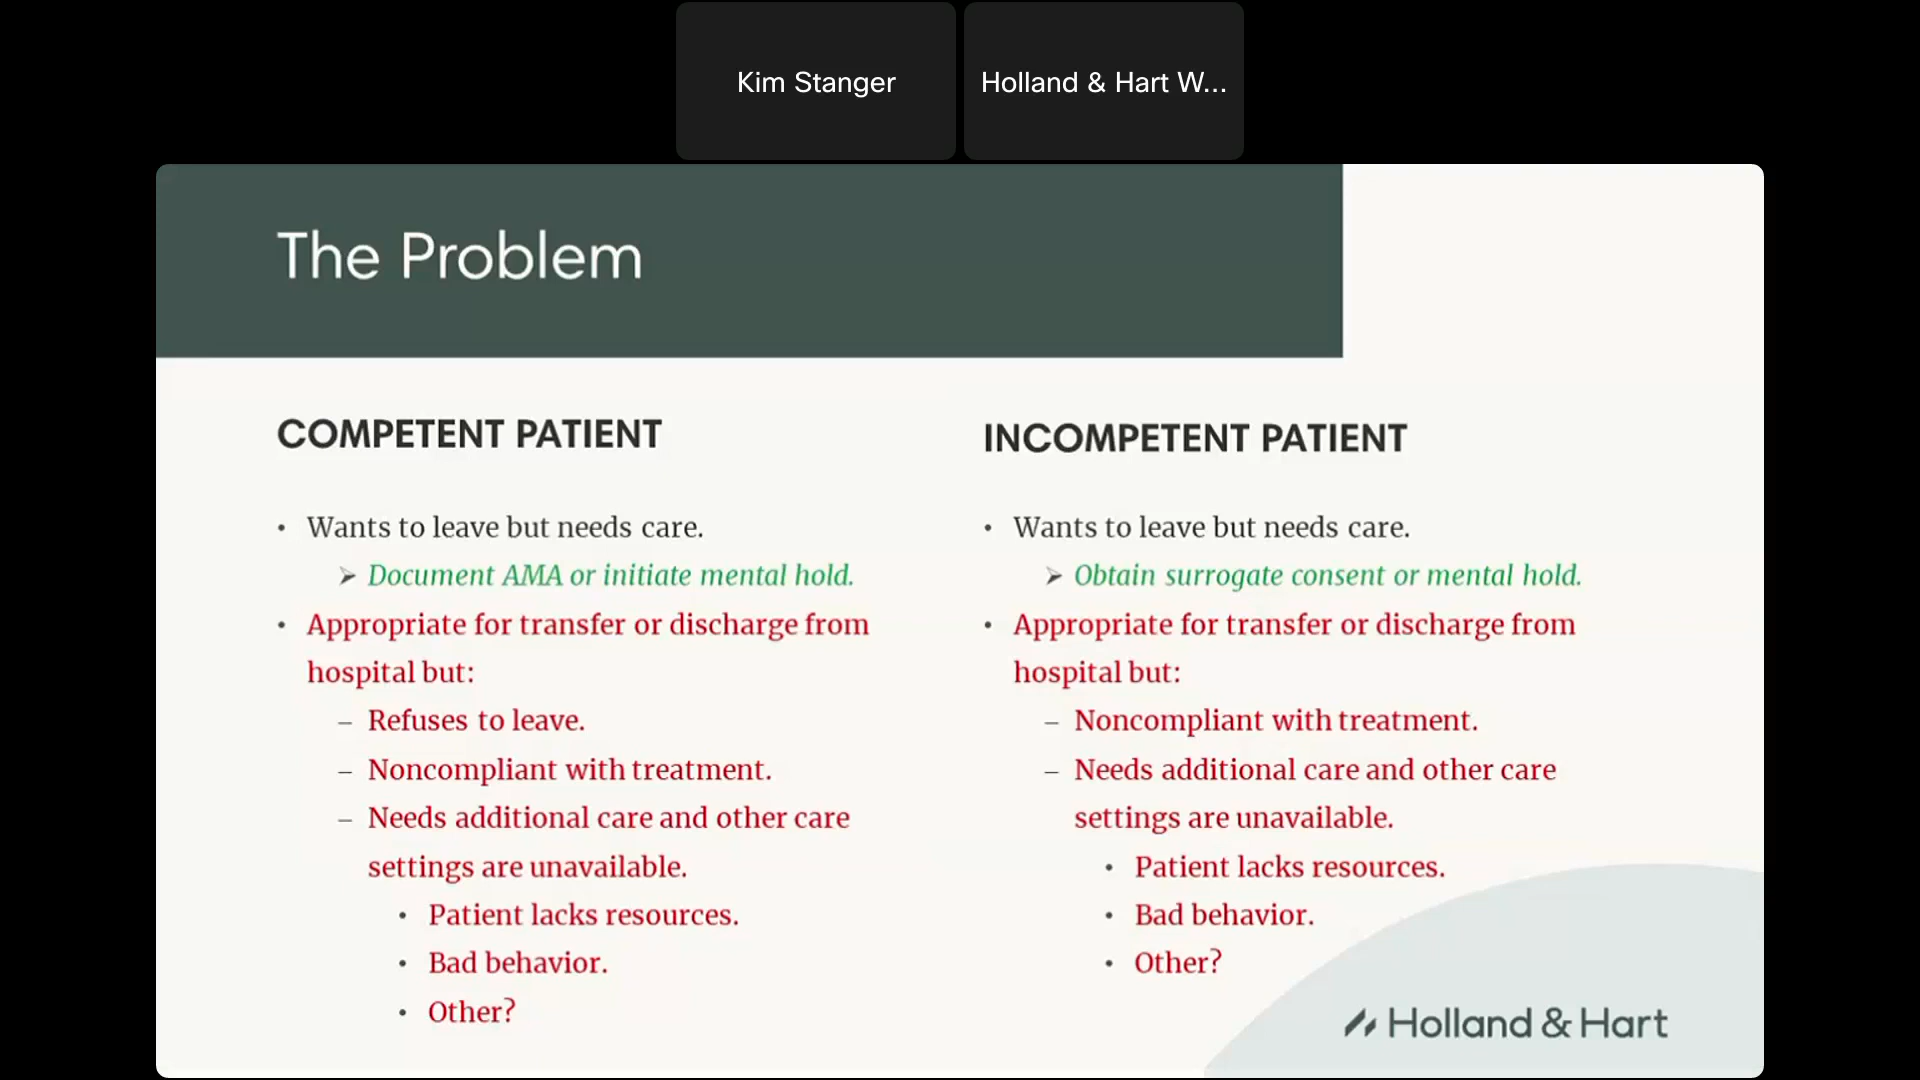 Kim Stanger
Holland & Hart W...
The Problem
COMPETENT PATIENT
• Wants to leave but needs care.
➢ Document AMA or initiate mental hold.
• Appropriate for transfer or discharge from
hospital but:
– Refuses to leave.
– Noncompliant with treatment.
– Needs additional care and other care
settings are unavailable.
• Patient lacks resources.
• Bad behavior.
• Other?
INCOMPETENT PATIENT
• Wants to leave but needs care.
➢ Obtain surrogate consent or mental hold.
• Appropriate for transfer or discharge from
hospital but:
– Noncompliant with treatment.
– Needs additional care and other care
settings are unavailable.
• Patient lacks resources.
• Bad behavior.
• Other?
Holland & Hart